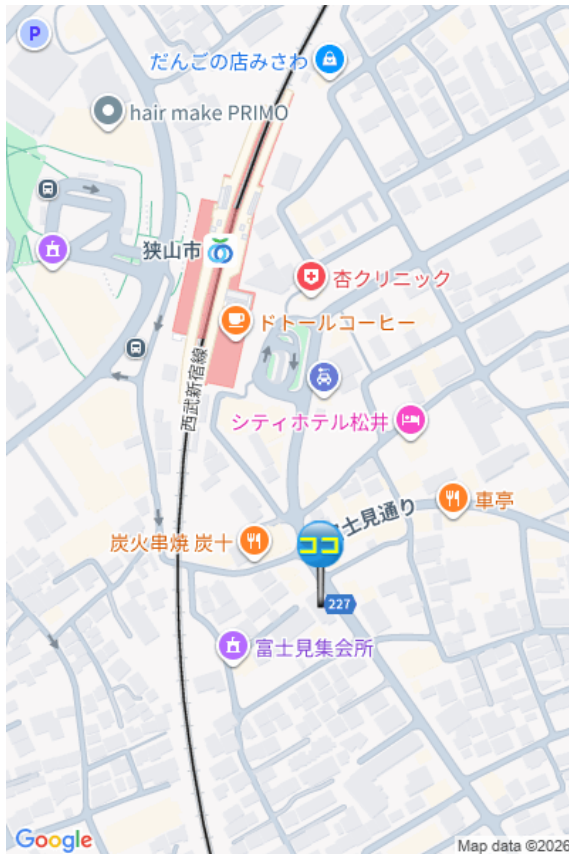 P
だんごの店みさわ
hair make PRIMO
狭山市
杏クリニック
ドトールコーヒー
西武新宿線
シティホテル松井
車亭
士見通り
炭火串焼 炭十
ココ
227
富士見集会所
Google
Map data ©2026